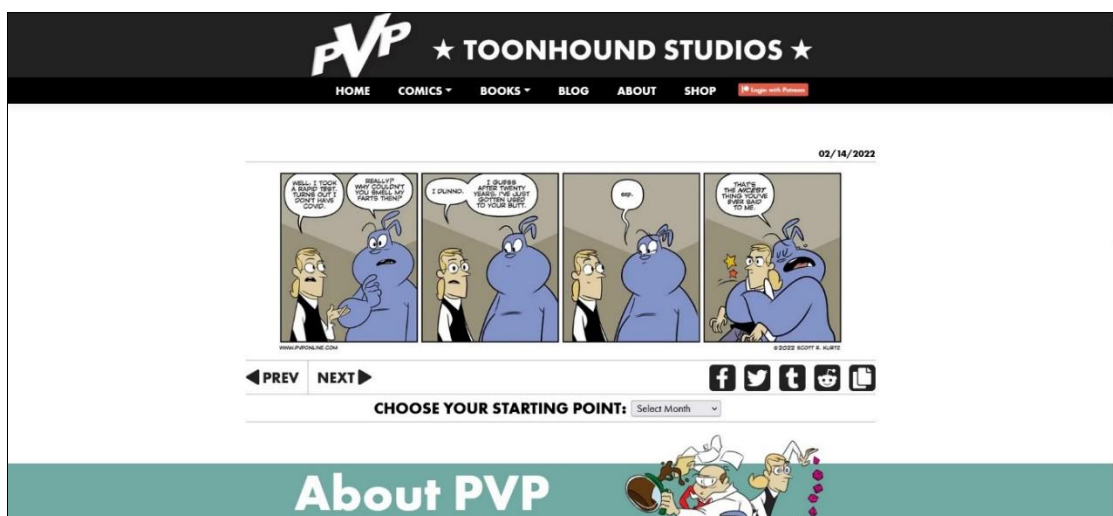 PVP
★ TOONHOUND STUDIOS ★
HOME COMICS BOOKS BLOG ABOUT SHOP Login with Patreon
02/14/2022
WELL, I TOOK
A RAPID TEST.
TURNS OUT I
DON'T HAVE
COVID.
REALLY?
WHY COULDN'T
YOU SMELL MY
FARTS THEN?
I DUNNO.
I GUESS
AFTER TWENTY
YEARS, I'VE JUST
GOTTEN USED
TO YOUR BUTT.
THAT'S
THE NICEST
THING YOU'VE
EVER SAID
TO ME.
WWW.PVPONLINE.COM
©2022 SCOTT R. KURTZ
PREV NEXT
CHOOSE YOUR STARTING POINT: Select Month
About PVP